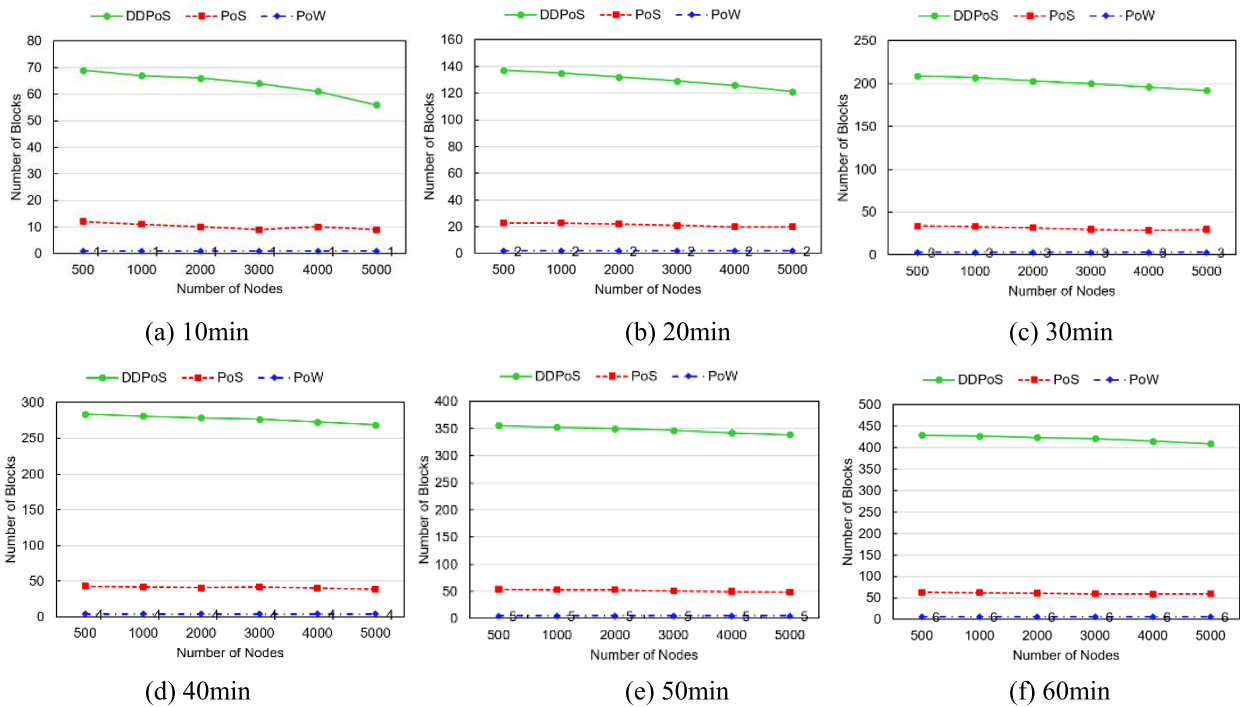 DDPoS PoS PoW
80
70
60
50
40
30
20
10
0
Number of Blocks
1 1 1 1 1 1
500 1000 2000 3000 4000 5000
Number of Nodes
(a) 10min
DDPoS PoS PoW
160
140
120
100
80
60
40
20
0
Number of Blocks
2 2 2 2 2 2
500 1000 2000 3000 4000 5000
Number of Nodes
(b) 20min
DDPoS PoS PoW
250
200
150
100
50
0
Number of Blocks
3 3 3 3 3 3
500 1000 2000 3000 4000 5000
Number of Nodes
(c) 30min
DDPoS PoS PoW
300
250
200
150
100
50
0
Number of Blocks
4 4 4 4 4 4
500 1000 2000 3000 4000 5000
Number of Nodes
(d) 40min
DDPoS PoS PoW
400
350
300
250
200
150
100
50
0
Number of Blocks
5 5 5 5 5 5
500 1000 2000 3000 4000 5000
Number of Nodes
(e) 50min
DDPoS PoS PoW
500
450
400
350
300
250
200
150
100
50
0
Number of Blocks
6 6 6 6 6 6
500 1000 2000 3000 4000 5000
Number of Nodes
(f) 60min